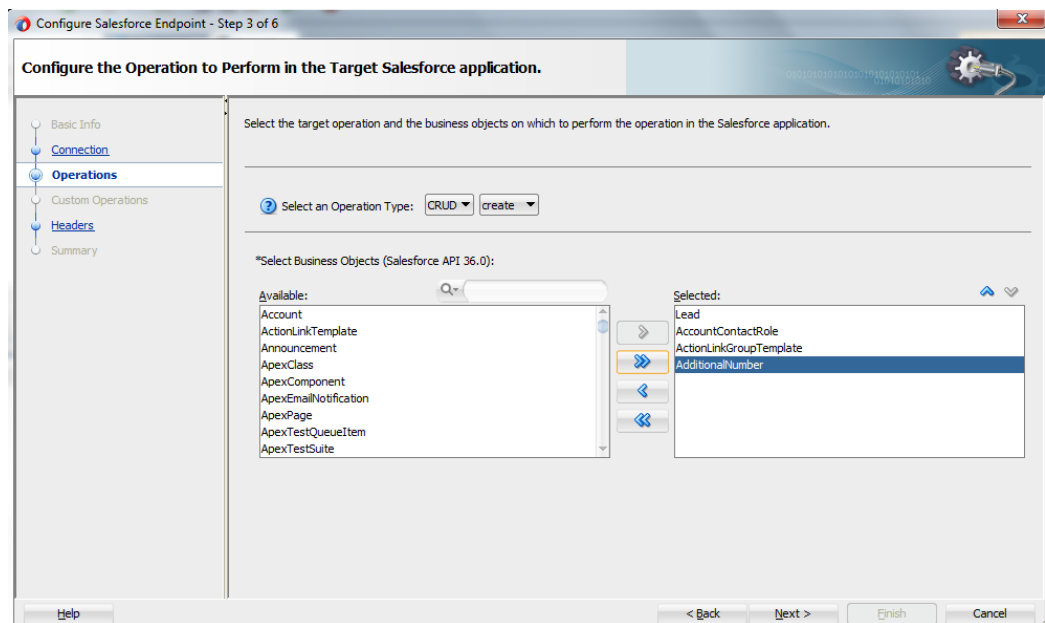 Configure Salesforce Endpoint - Step 3 of 6
x
Configure the Operation to Perform in the Target Salesforce application.
Basic Info
Connection
Operations
Custom Operations
Headers
Summary
Select the target operation and the business objects on which to perform the operation in the Salesforce application.
? Select an Operation Type: CRUD create
*Select Business Objects (Salesforce API 36.0):
Available:
Account
ActionLinkTemplate
Announcement
ApexClass
ApexComponent
ApexEmailNotification
ApexPage
ApexTestQueueItem
ApexTestSuite
Selected:
Lead
AccountContactRole
ActionLinkGroupTemplate
AdditionalNumber
Help
< Back Next > Finish Cancel